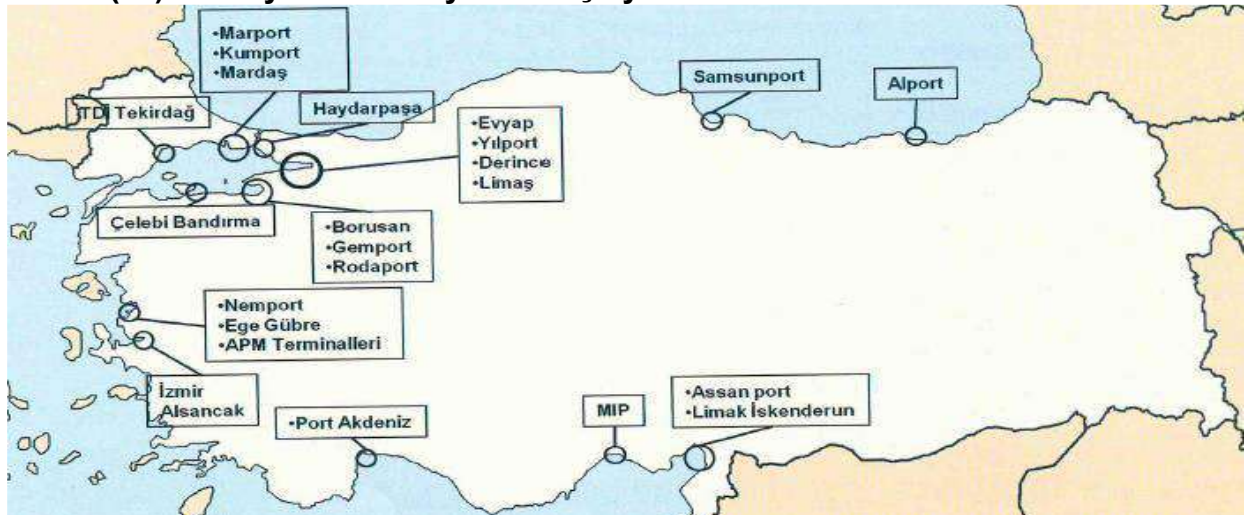 •Marport
•Kumport
•Mardaş
Samsunport
Alport
TDİ Tekirdağ
Haydarpaşa
•Evyap
•Yılport
•Derince
•Limaş
Çelebi Bandırma
•Borusan
•Gemport
•Rodaport
•Nemport
•Ege Gübre
•APM Terminalleri
İzmir
Alsancak
•Port Akdeniz
MIP
•Assan port
•Limak İskenderun